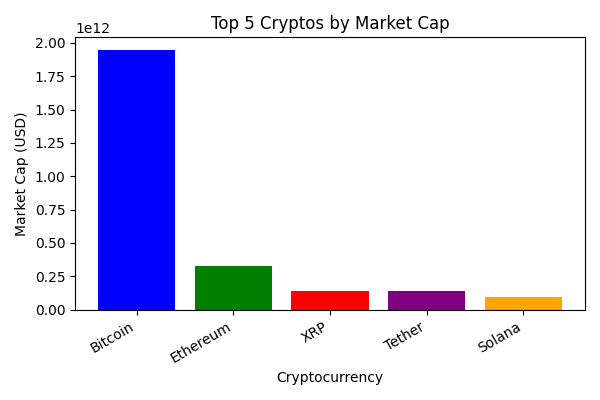 Top 5 Cryptos by Market Cap
1e12
2.00
1.75
1.50
1.25
1.00
0.75
0.50
0.25
0.00
Market Cap (USD)
Bitcoin
Ethereum
XRP
Tether
Solana
Cryptocurrency